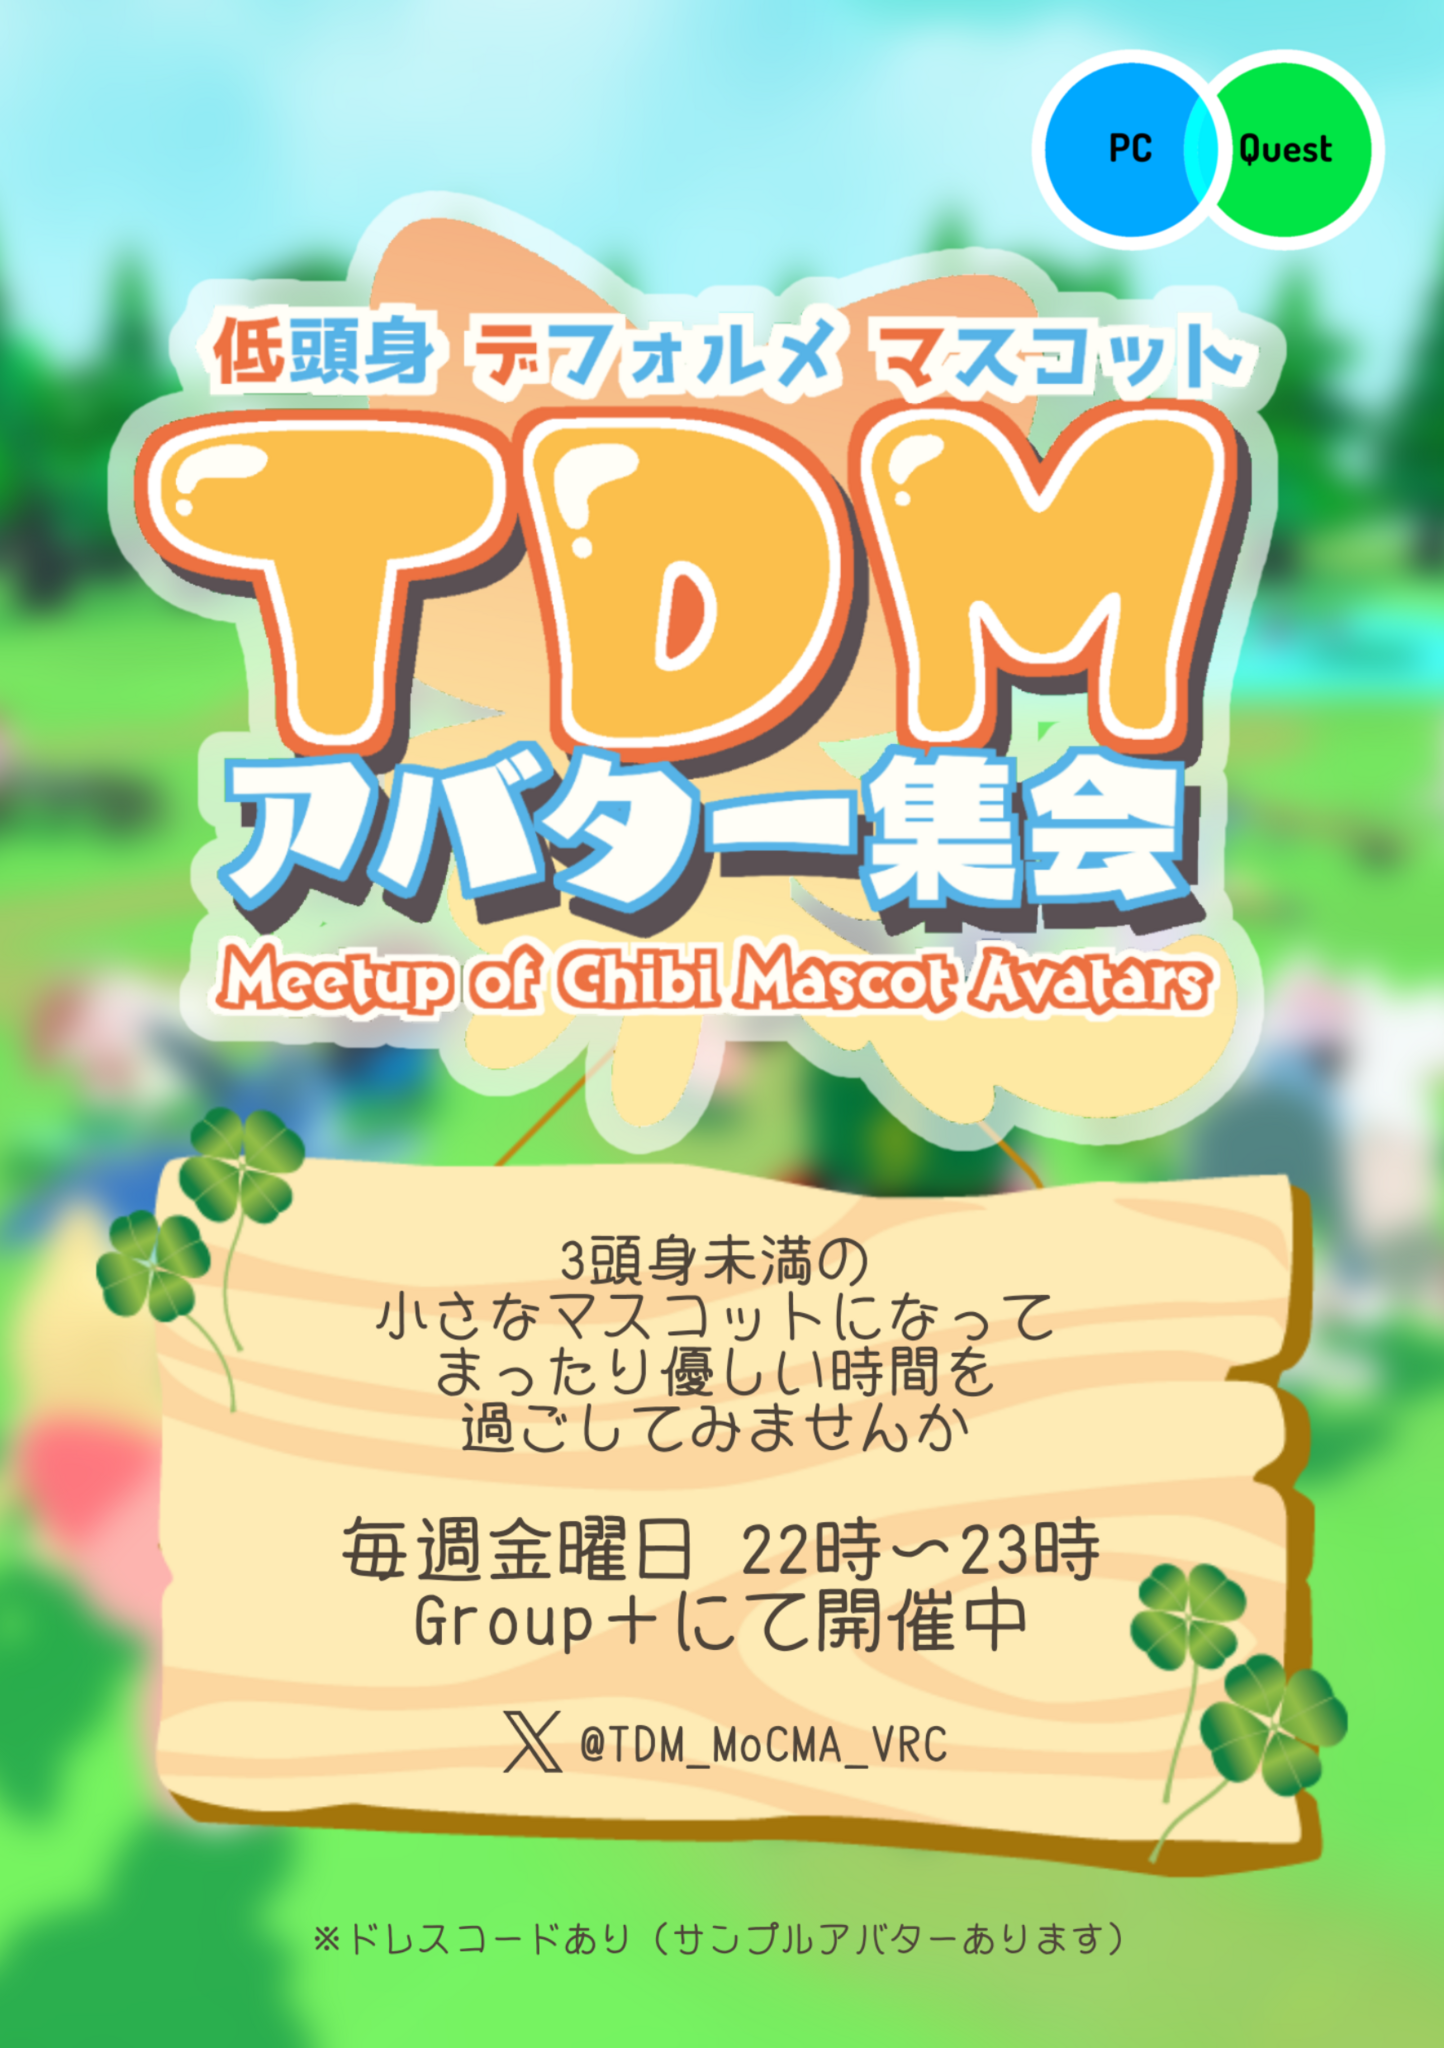 PC
Quest
低頭身 デフォルメ マスコット
TDM
アバター集会
Meetup of Chibi Mascot Avatars
3頭身未満の
小さなマスコットになって
まったり優しい時間を
過ごしてみませんか
毎週金曜日 22時〜23時
Group+にて開催中
X @TDM_MoCMA_VRC
※ドレスコードあり（サンプルアバターあります）